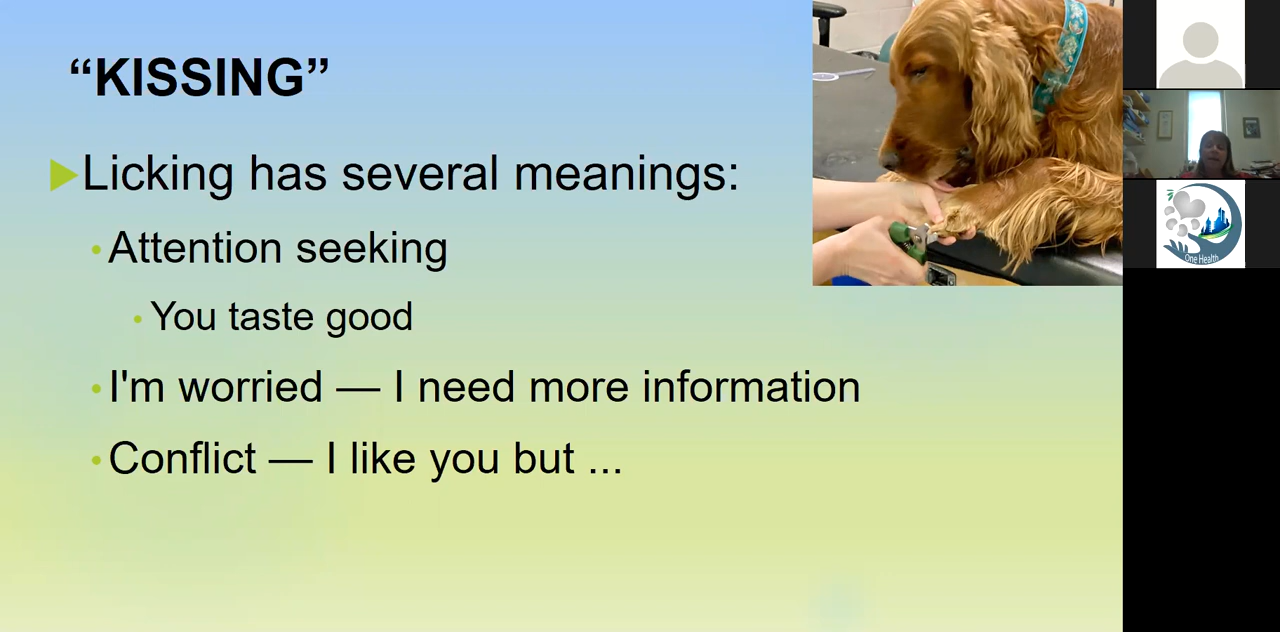 “KISSING”
Licking has several meanings:
Attention seeking
You taste good
I'm worried — I need more information
Conflict — I like you but ...
One Health